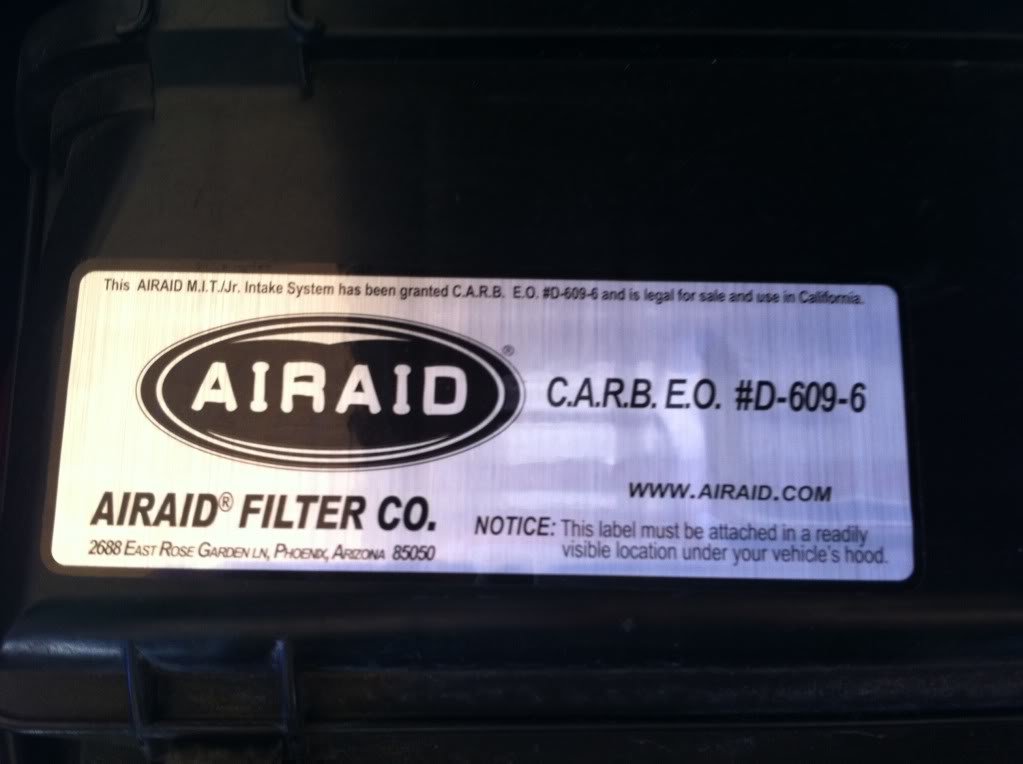 This AIRAID M.I.T./Jr. Intake System has been granted C.A.R.B. E.O. #D-609-6 and is legal for sale and use in California.
AIRAID®
C.A.R.B. E.O. #D-609-6
WWW.AIRAID.COM
AIRAID® FILTER CO.
2688 EAST ROSE GARDEN LN, PHOENIX, ARIZONA 85050
NOTICE: This label must be attached in a readily
visible location under your vehicle's hood.